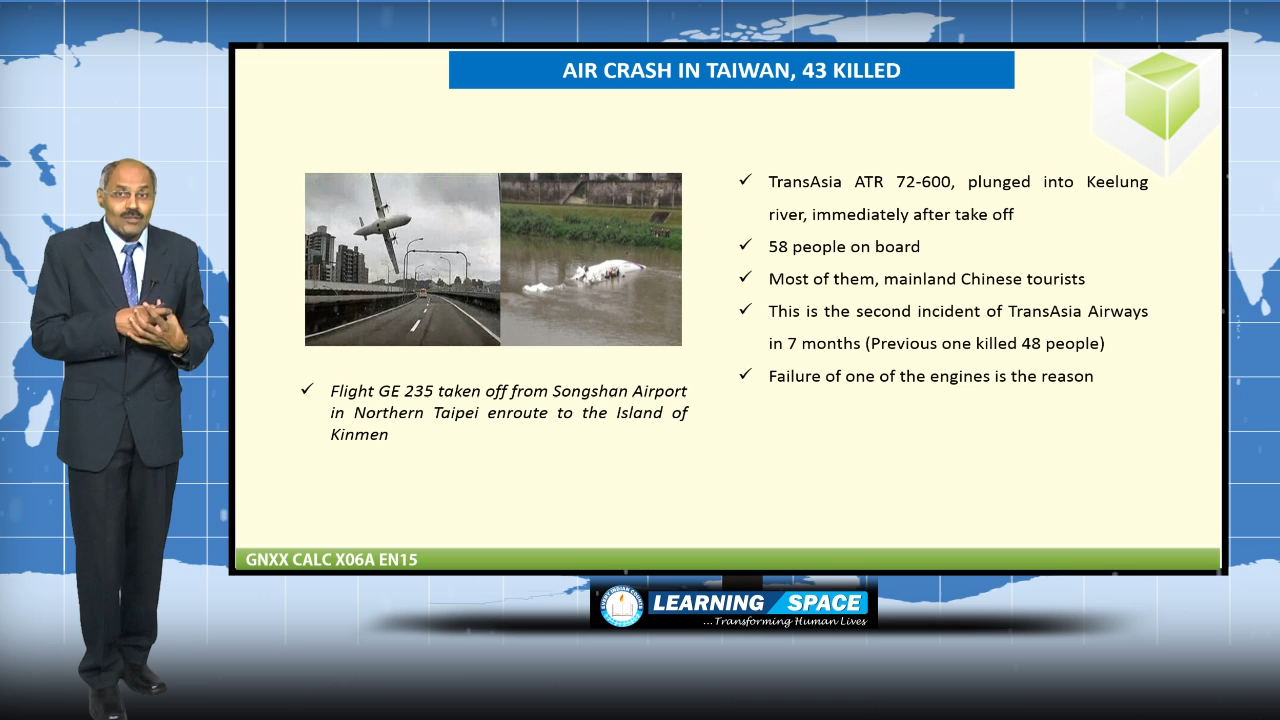 AIR CRASH IN TAIWAN, 43 KILLED
Flight GE 235 taken off from Songshan Airport
in Northern Taipei enroute to the Island of
Kinmen
TransAsia ATR 72-600, plunged into Keelung
river, immediately after take off
58 people on board
Most of them, mainland Chinese tourists
This is the second incident of TransAsia Airways
in 7 months (Previous one killed 48 people)
Failure of one of the engines is the reason
GNXX CALC X06A EN15
LEARNING SPACE
...Transforming Human Lives